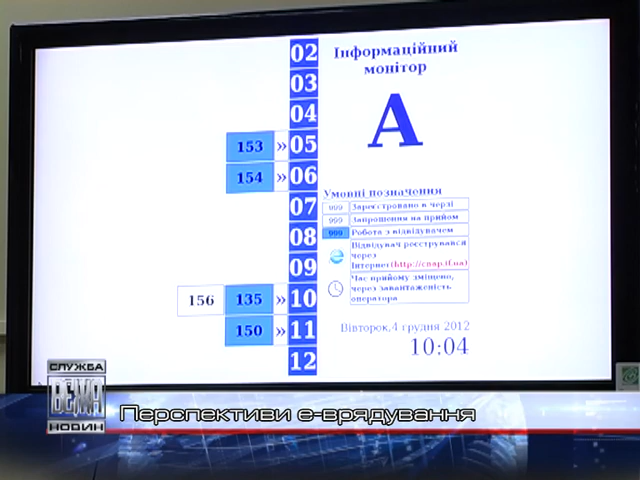 02
Інформаційний
монітор
03
04
А
153 » 05
154 » 06
07
08
09
156 135 » 10
150 » 11
12
Умовні позначення
999 Зареєстровано в черзі
999 Запрошення на прийом
999 Робота з відвідувачем
Відвідувач реєструвався
через
Інтернет(http://cnap.if.ua)
Час прийому зміщено,
через завантаженість
оператора
Вівторок,4 грудня 2012
10:04
СЛУЖБА
ВЕЖА
НОВИН
Перспективи е-врядування